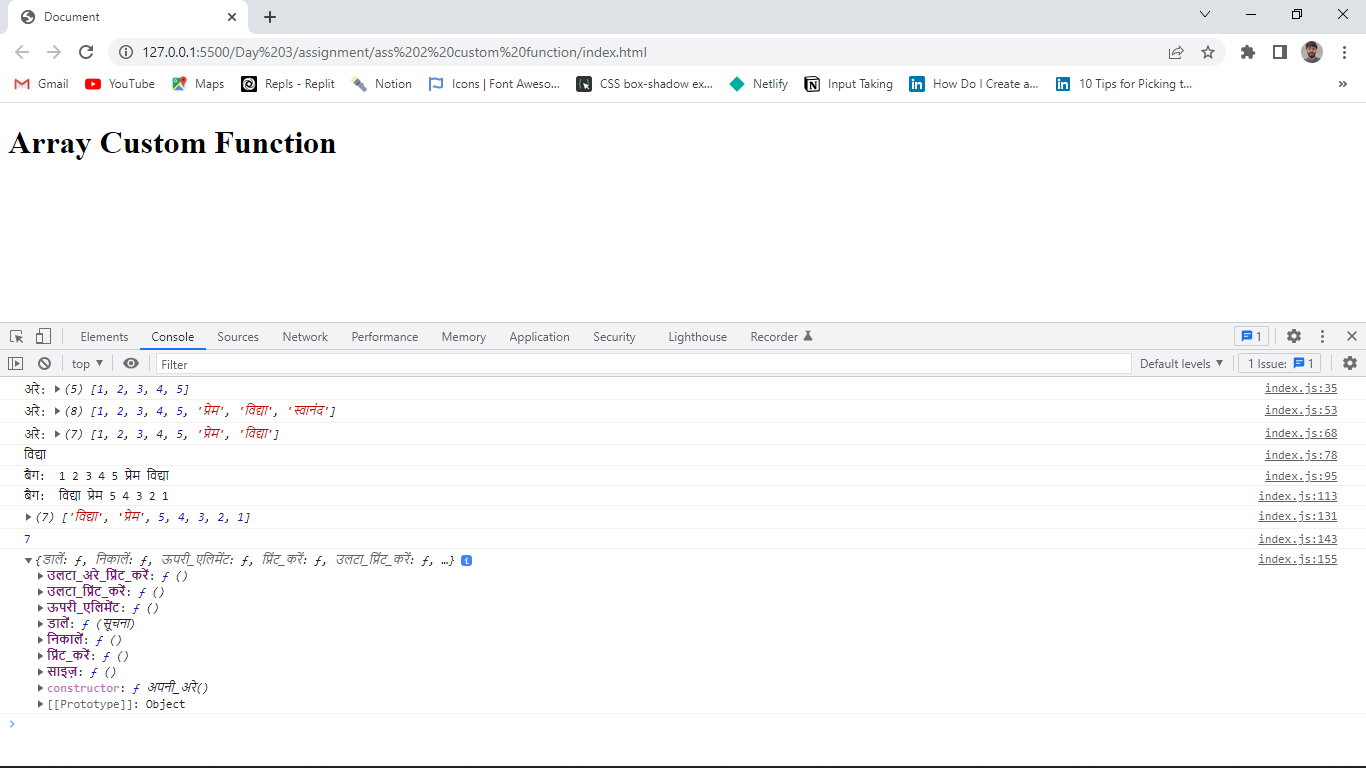 Document
127.0.0.1:5500/Day%203/assignment/ass%202%20custom%20function/index.html
Gmail YouTube Maps Repls - Replit Notion Icons | Font Aweso... CSS box-shadow ex... Netlify Input Taking How Do I Create a... 10 Tips for Picking t... »
Array Custom Function
Elements Console Sources Network Performance Memory Application Security Lighthouse Recorder 1
top Filter Default levels 1 Issue: 1
अरे: (5) [1, 2, 3, 4, 5] index.js:35
अरे: (8) [1, 2, 3, 4, 5, 'प्रेम', 'विद्या', 'स्वानंद'] index.js:53
अरे: (7) [1, 2, 3, 4, 5, 'प्रेम', 'विद्या'] index.js:68
विद्या index.js:78
बैग: 1 2 3 4 5 प्रेम विद्या index.js:95
बैग: विद्या प्रेम 5 4 3 2 1 index.js:113
(7) ['विद्या', 'प्रेम', 5, 4, 3, 2, 1] index.js:131
7 index.js:143
{डालें: ƒ, निकालें: ƒ, ऊपरी_एलिमेंट: ƒ, प्रिंट_करें: ƒ, उलटा_प्रिंट_करें: ƒ, …} i index.js:155
उलटा_अरे_प्रिंट_करें: ƒ ()
उलटा_प्रिंट_करें: ƒ ()
ऊपरी_एलिमेंट: ƒ ()
डालें: ƒ (सूचना)
निकालें: ƒ ()
प्रिंट_करें: ƒ ()
साइज़: ƒ ()
constructor: ƒ अपनी_अरे()
[[Prototype]]: Object